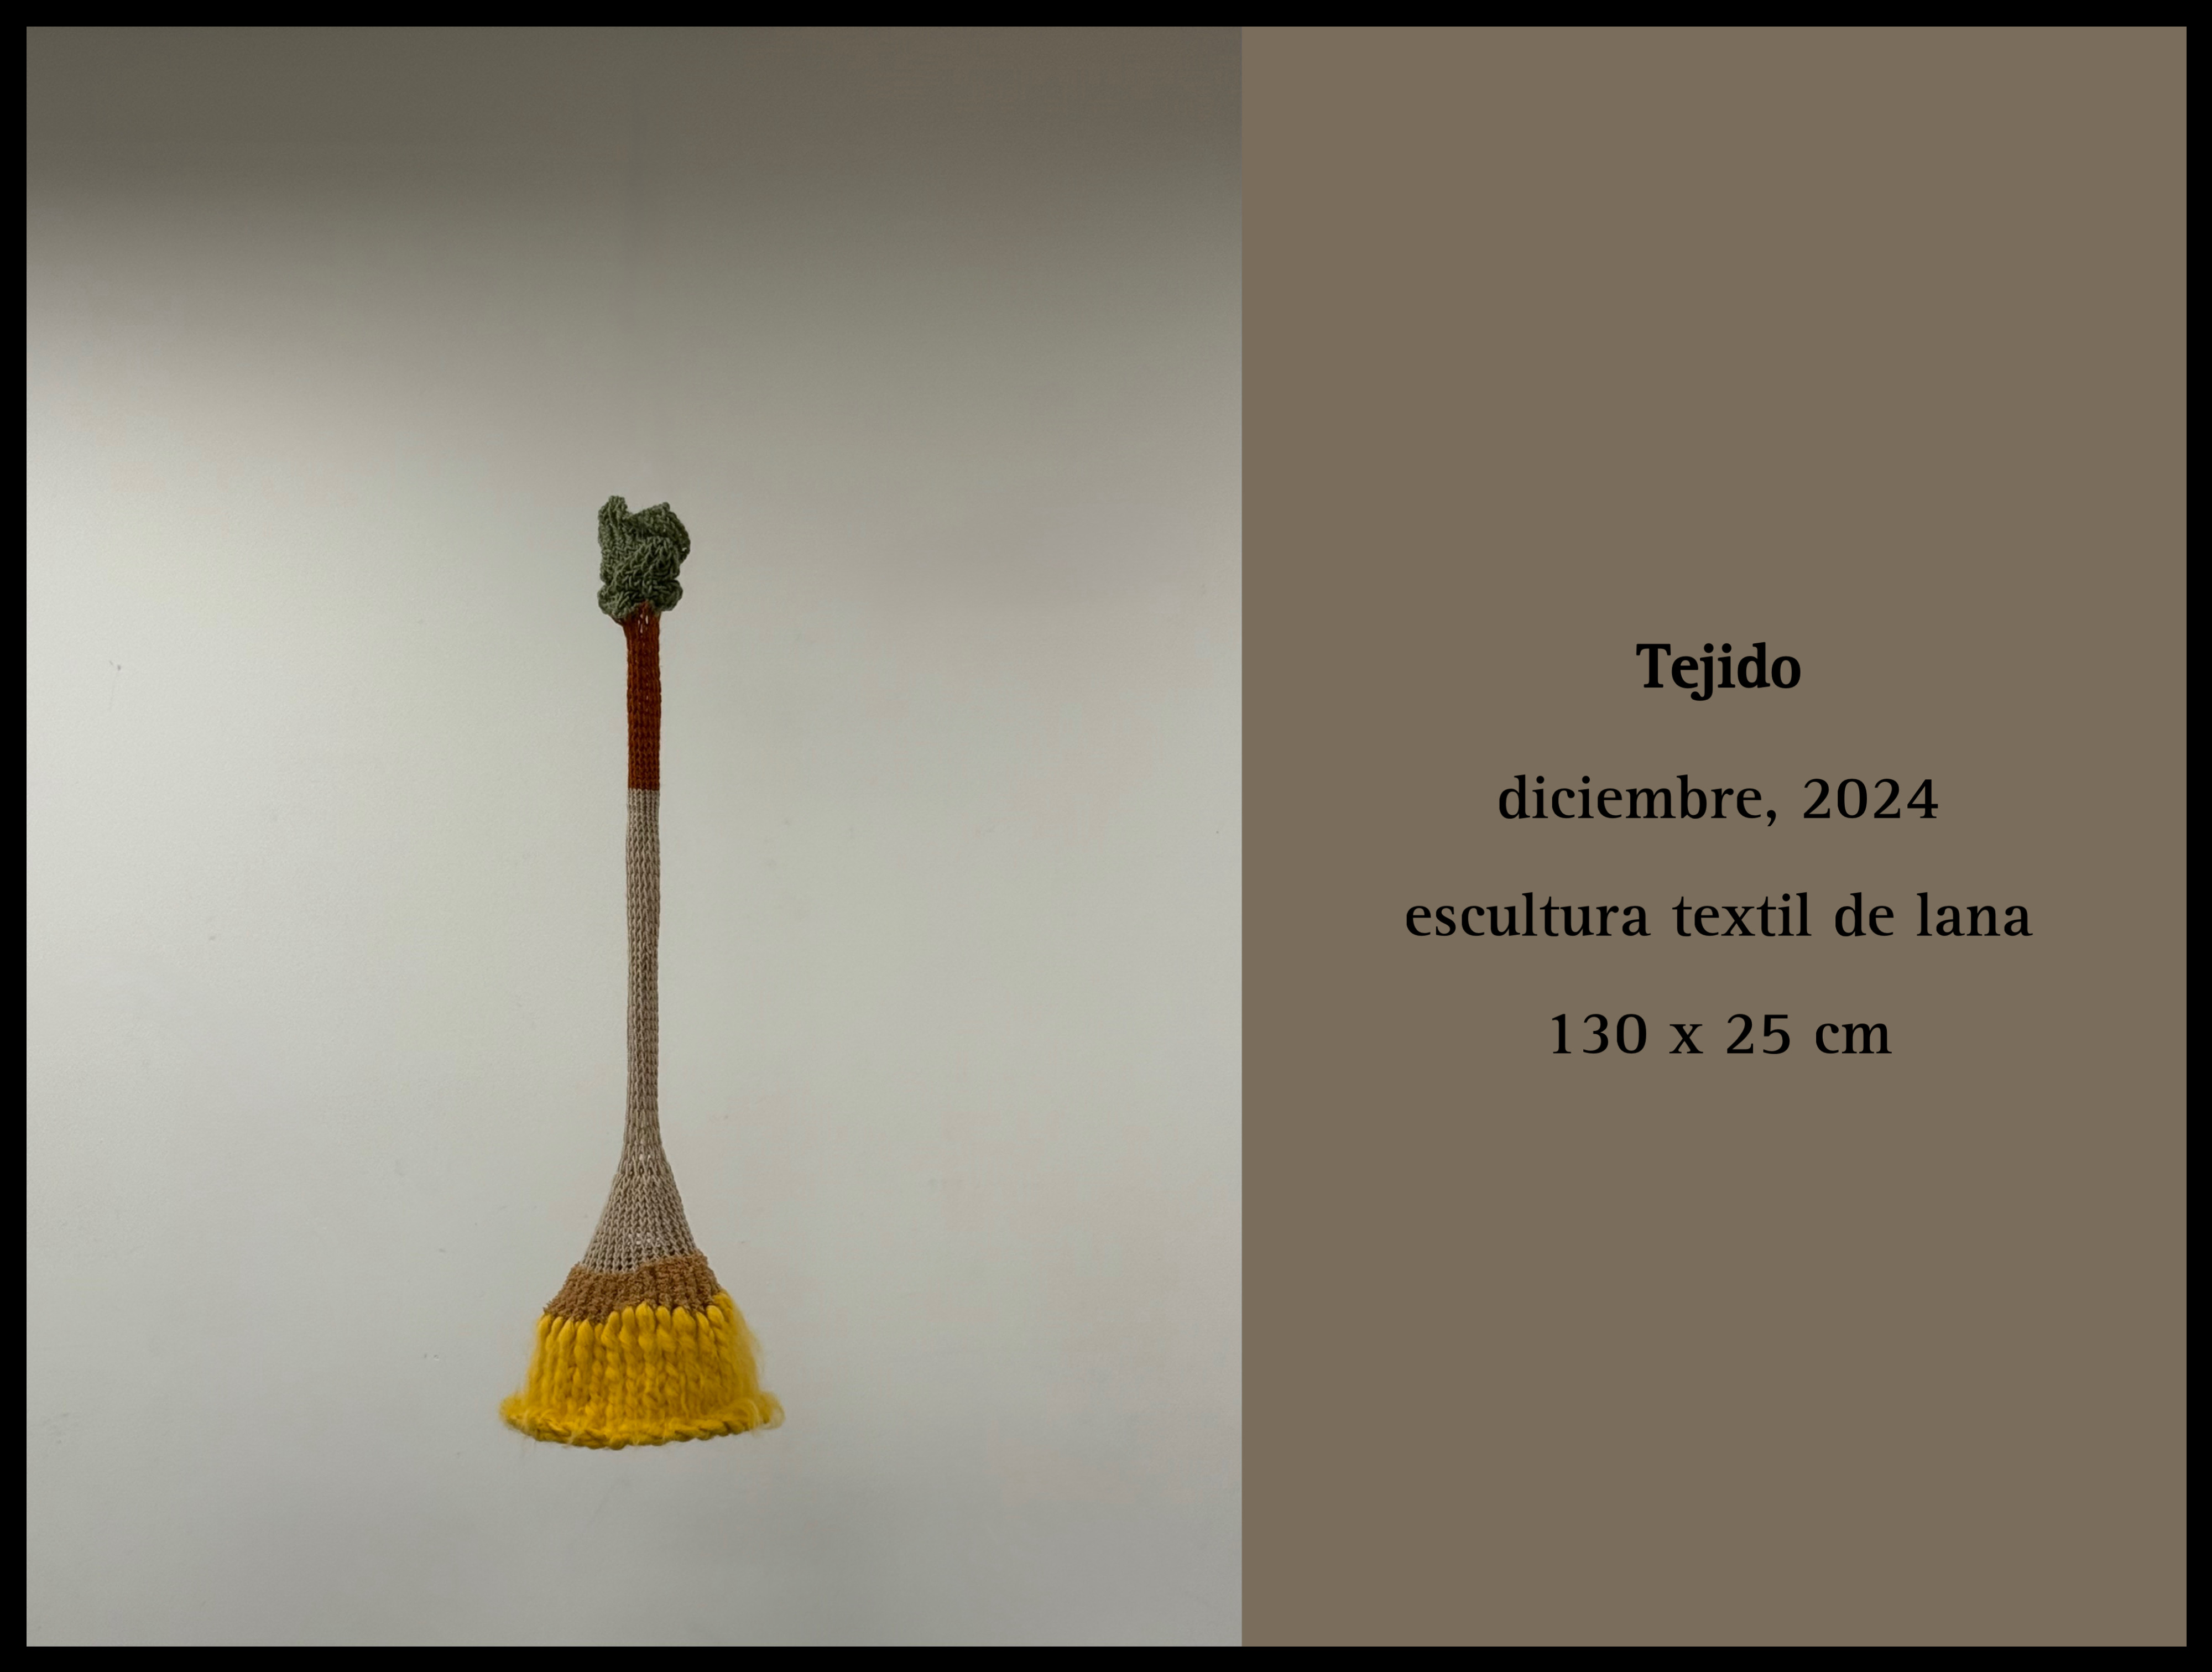 Tejido
diciembre, 2024
escultura textil de lana
130 x 25 cm